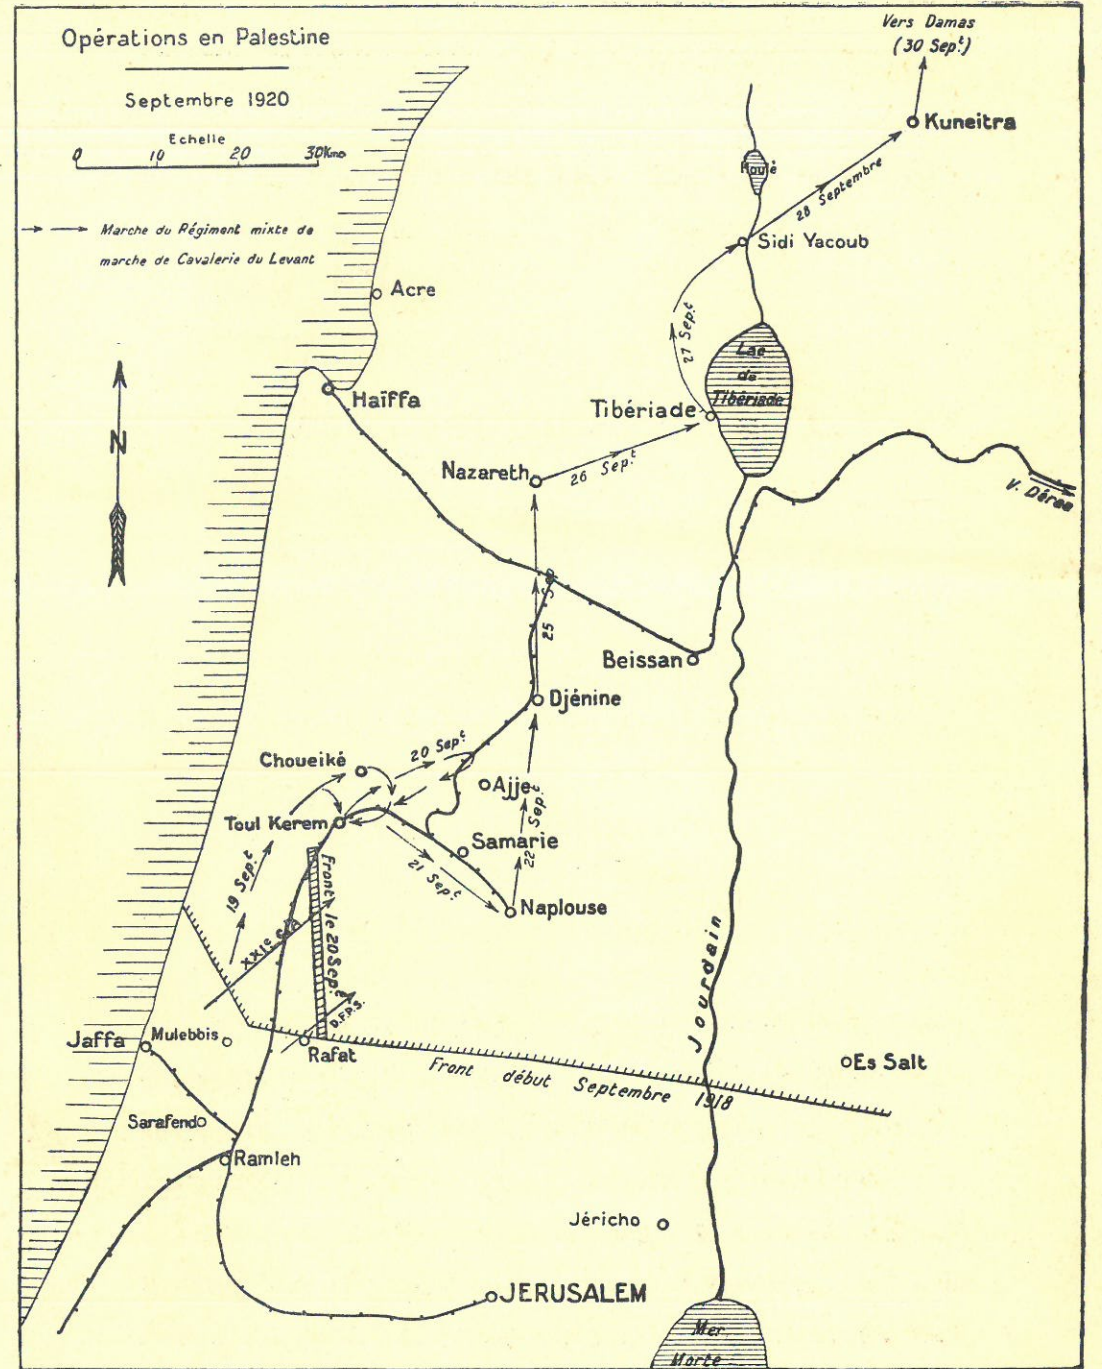 Opérations en Palestine
Septembre 1920
Echelle
0 10 20 30Kms
Marche du Régiment mixte de
marche de Cavalerie du Levant
N
Vers Damas
(30 Sept)
Kuneitra
Houlé
28 Septembre
Sidi Yacoub
Acre
27 Sept
Lac
de
Tibériade
Haïffa
Tibériade
Nazareth
26 Sept
V. Déraa
25 Sep
Beissan
Djénine
20 Sept
Choueiké
Ajje
Toul Kerem
Samarie
22 Sept
21 Sept
Naplouse
19 Sept
XXIe c.a
Front le 20 Sept
D.F.P.S.
Jourdain
Jaffa
Mulebbis
Rafat
Es Salt
Front début Septembre 1918
Sarafend
Ramleh
Jéricho
JERUSALEM
Mer
Morte